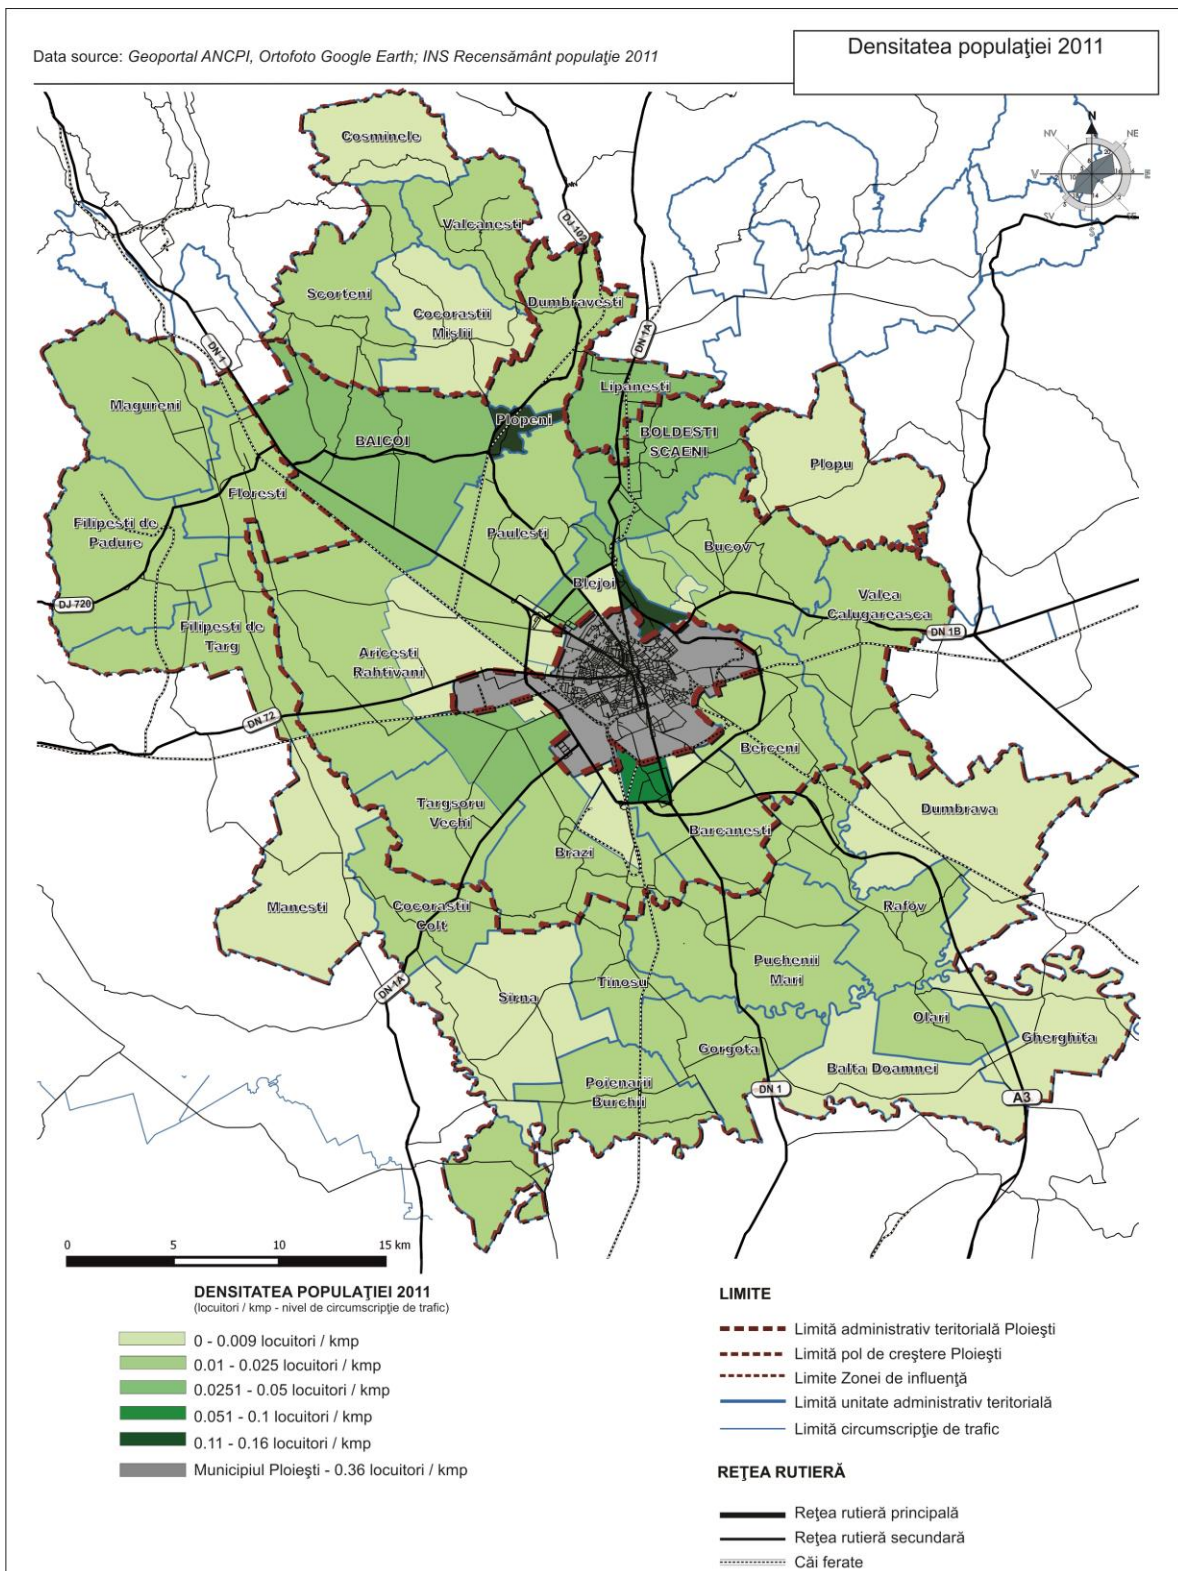 Data source: Geoportal ANCPI, Ortofoto Google Earth; INS Recensământ populaţie 2011
Densitatea populaţiei 2011
N
NV
NE
V
E
SV
SE
S
Cosminele
Valcanesti
DJ-102
Scorteni
Dumbravesti
Cocorastii
Mislii
DN 1
DN 1A
Lipanesti
Magureni
Plopeni
BAICOI
BOLDESTI
SCAENI
Plopu
Floresti
Filipesti de
Padure
Paulesti
Bucov
Blejoi
Valea
Calugareasca
DJ 720
Filipesti de
Targ
DN 1B
Aricesti
Rahtivani
DN 72
Berceni
Targsoru
Vechi
Dumbrava
Barcanesti
Brazi
Manesti
Cocorastii
Colt
Rafov
Puchenii
Mari
DN-1A
Sirna
Tinosu
Olari
Gherghita
Gorgota
Balta Doamnei
Poienarii
Burchii
DN 1
A3
0 5 10 15 km
DENSITATEA POPULAŢIEI 2011
(locuitori / kmp - nivel de circumscripţie de trafic)
0 - 0.009 locuitori / kmp
0.01 - 0.025 locuitori / kmp
0.0251 - 0.05 locuitori / kmp
0.051 - 0.1 locuitori / kmp
0.11 - 0.16 locuitori / kmp
Municipiul Ploieşti - 0.36 locuitori / kmp
LIMITE
Limită administrativ teritorială Ploieşti
Limită pol de creştere Ploieşti
Limite Zonei de influenţă
Limită unitate administrativ teritorială
Limită circumscripţie de trafic
REŢEA RUTIERĂ
Reţea rutieră principală
Reţea rutieră secundară
Căi ferate